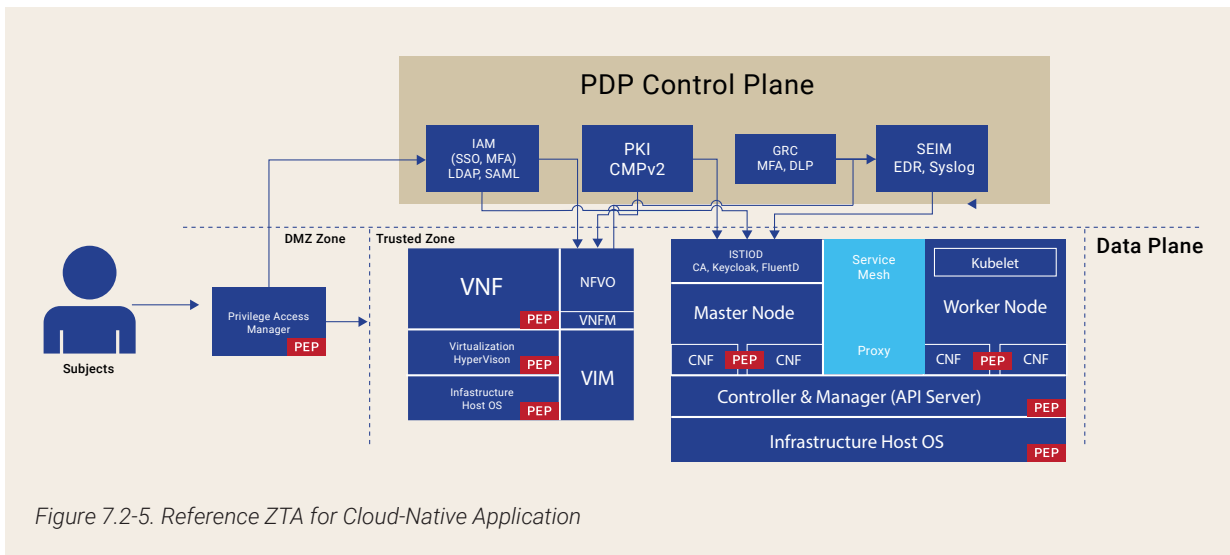 PDP Control Plane
IAM
(SSO, MFA)
LDAP, SAML
PKI
CMPv2
GRC
MFA, DLP
SEIM
EDR, Syslog
DMZ Zone
Trusted Zone
Data Plane
Subjects
Privilege Access
Manager
PEP
VNF
PEP
NFVO
VNFM
Virtualization
HyperVison
PEP
Infastructure
Host OS
PEP
VIM
ISTIOD
CA, Keycloak, FluentD
Master Node
CNF
PEP
CNF
Service
Mesh
Proxy
Kubelet
Worker Node
CNF
PEP
CNF
Controller & Manager (API Server)
PEP
Infrastructure Host OS
PEP
Figure 7.2-5. Reference ZTA for Cloud-Native Application